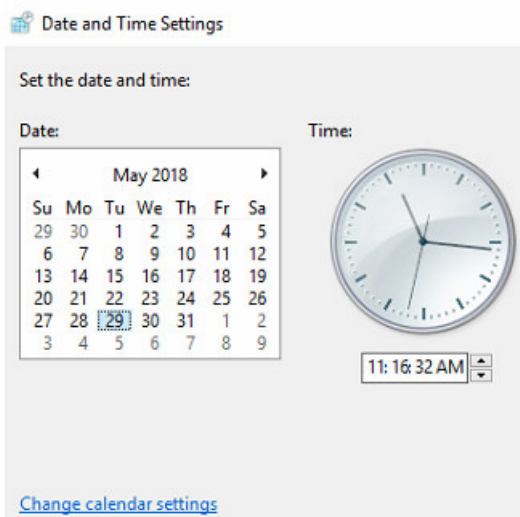 Date and Time Settings
Set the date and time:
Date:
Time:
May 2018
Su Mo Tu We Th Fr Sa
29 30 1 2 3 4 5
6 7 8 9 10 11 12
13 14 15 16 17 18 19
20 21 22 23 24 25 26
27 28 29 30 31 1 2
3 4 5 6 7 8 9
11: 16: 32 AM
Change calendar settings